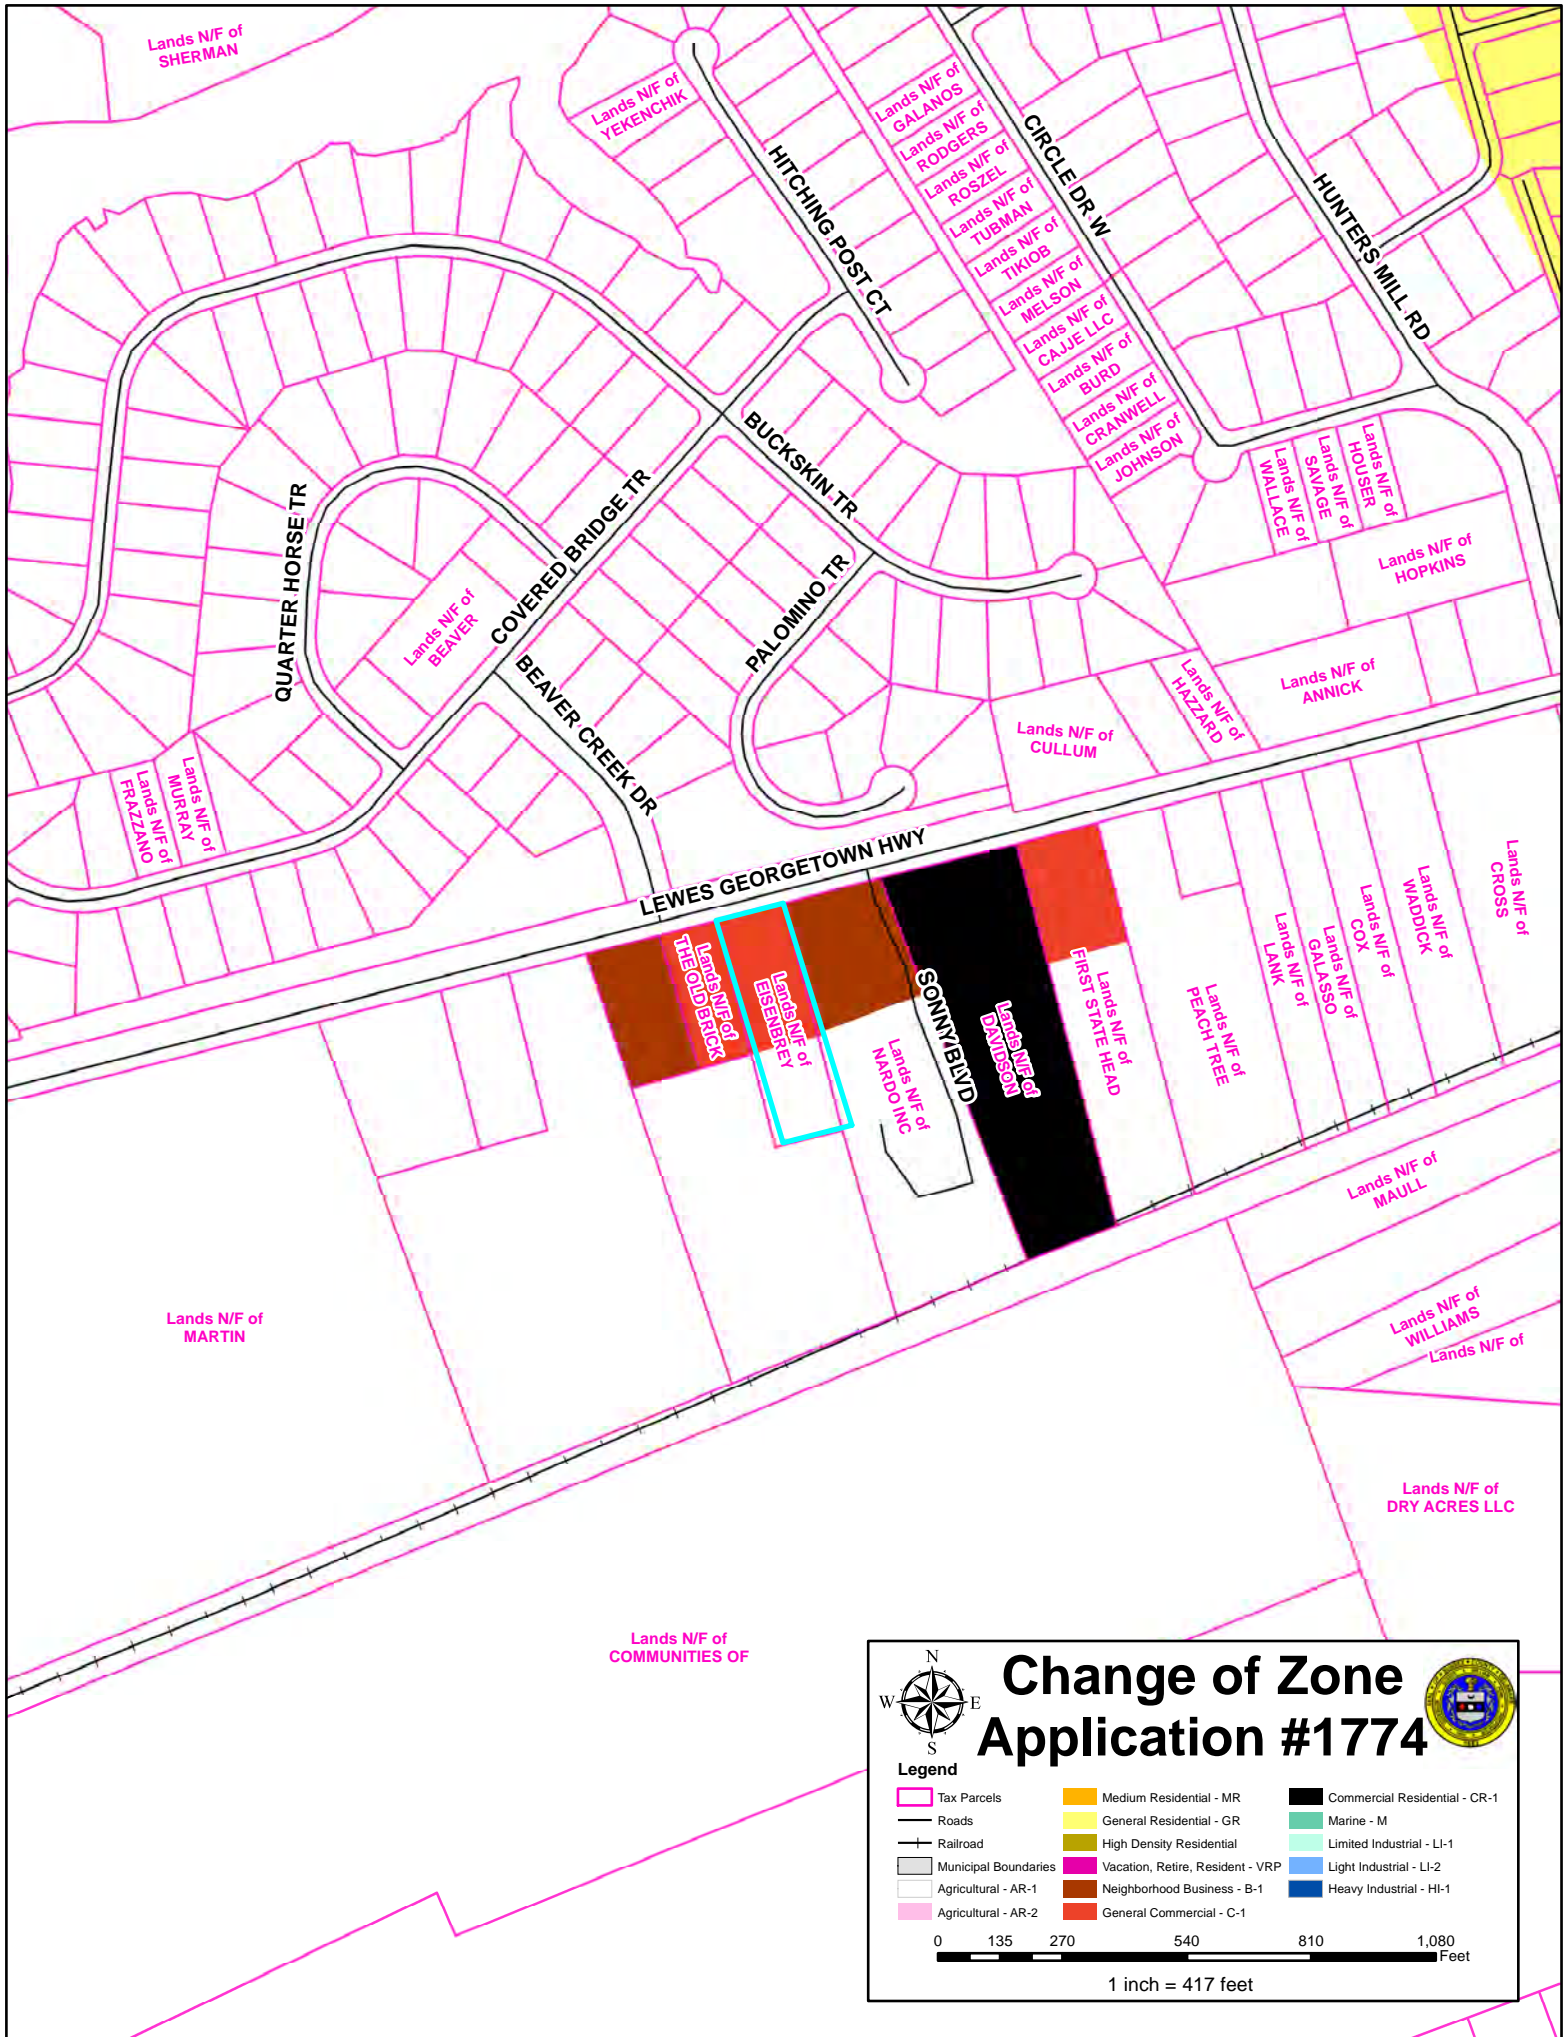 Lands N/F of
SHERMAN
Lands N/F of
YEKENCHIK
HITCHING POST CT
Lands N/F of
GALANOS
Lands N/F of
RODGERS
Lands N/F of
ROSZEL
Lands N/F of
TUBMAN
Lands N/F of
TIKIOB
Lands N/F of
MELSON
Lands N/F of
CAJJE LLC
Lands N/F of
BURD
Lands N/F of
CRANWELL
Lands N/F of
JOHNSON
CIRCLE DR W
HUNTERS MILL RD
Lands N/F of
WALLACE
Lands N/F of
SAVAGE
Lands N/F of
HOUSER
Lands N/F of
HOPKINS
Lands N/F of
ANNICK
Lands N/F of
HAZZARD
Lands N/F of
CULLUM
BUCKSKIN TR
PALOMINO TR
COVERED BRIDGE TR
QUARTER HORSE TR
Lands N/F of
BEAVER
BEAVER CREEK DR
Lands N/F of
FRAZZANO
Lands N/F of
MURRAY
LEWES GEORGETOWN HWY
Lands N/F of
THE OLD BRICK
Lands N/F of
EISENBREY
Lands N/F of
NARDO INC
SONNY BLVD
Lands N/F of
DAVIDSON
Lands N/F of
FIRST STATE HEAD
Lands N/F of
PEACH TREE
Lands N/F of
LANK
Lands N/F of
GALASSO
Lands N/F of
COX
Lands N/F of
WADDICK
Lands N/F of
CROSS
Lands N/F of
MAULL
Lands N/F of
WILLIAMS
Lands N/F of
Lands N/F of
MARTIN
Lands N/F of
DRY ACRES LLC
Lands N/F of
COMMUNITIES OF
N
W
E
S
Change of Zone
Application #1774
Legend
Tax Parcels
Roads
Railroad
Municipal Boundaries
Agricultural - AR-1
Agricultural - AR-2
Medium Residential - MR
General Residential - GR
High Density Residential
Vacation, Retire, Resident - VRP
Neighborhood Business - B-1
General Commercial - C-1
Commercial Residential - CR-1
Marine - M
Limited Industrial - LI-1
Light Industrial - LI-2
Heavy Industrial - HI-1
0 135 270 540 810 1,080
Feet
1 inch = 417 feet